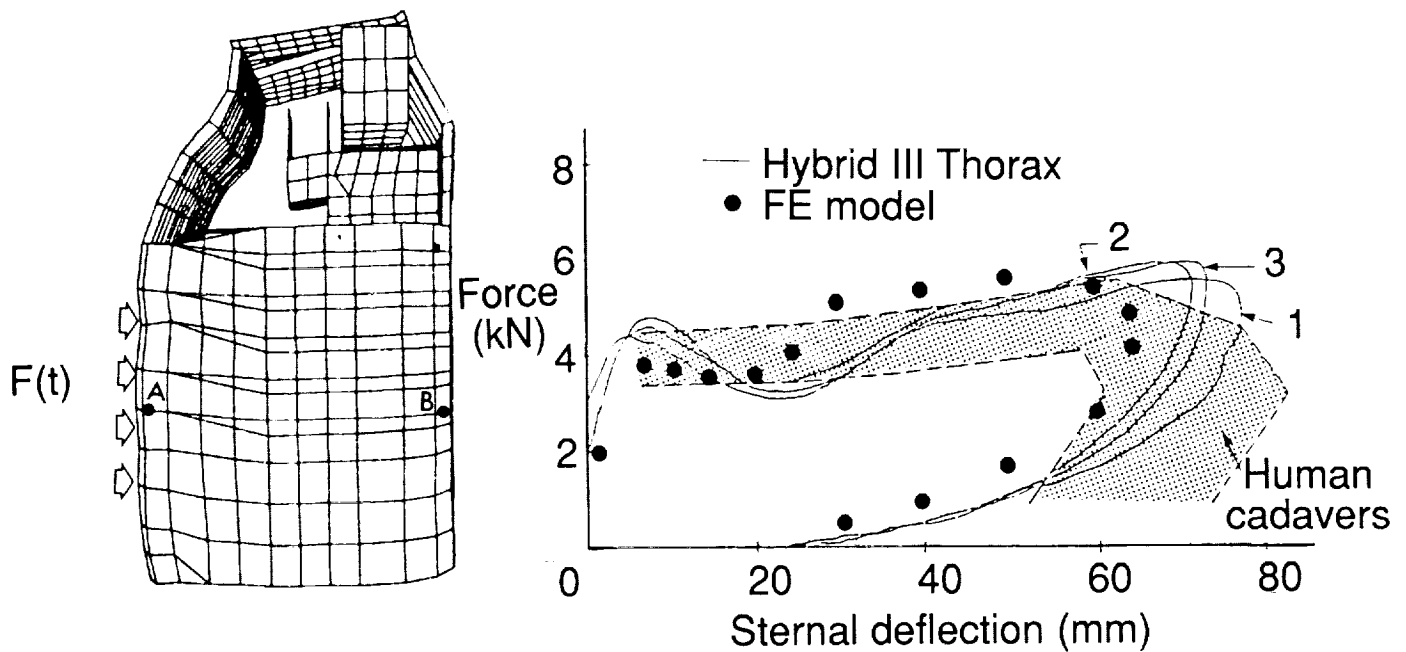 F(t)
A
B
Force
(kN)
8
6
4
2
0
20
40
60
80
Sternal deflection (mm)
— Hybrid III Thorax
● FE model
2
3
1
Human
cadavers